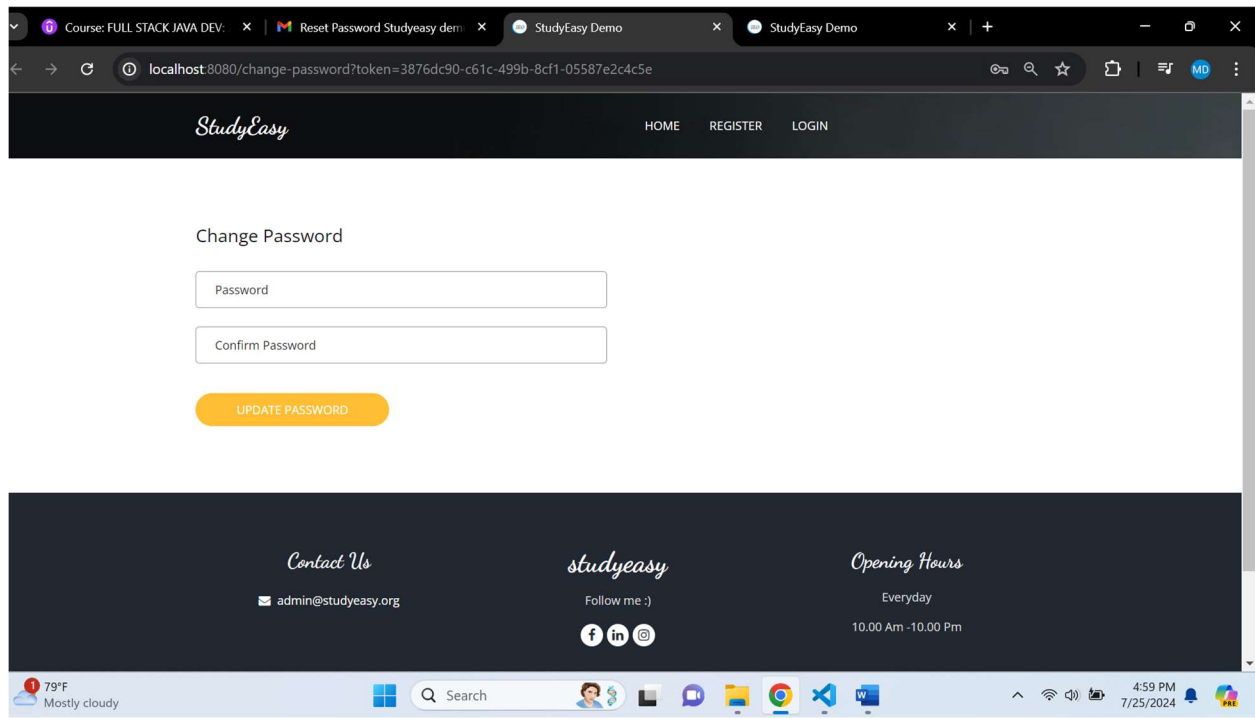 Course: FULL STACK JAVA DEV:
Reset Password Studyeasy dem
StudyEasy Demo
StudyEasy Demo
localhost:8080/change-password?token=3876dc90-c61c-499b-8cf1-05587e2c4c5e
MD
StudyEasy
HOME REGISTER LOGIN
Change Password
Password
Confirm Password
UPDATE PASSWORD
Contact Us
admin@studyeasy.org
studyeasy
Follow me :)
Opening Hours
Everyday
10.00 Am -10.00 Pm
1
79°F
Mostly cloudy
Search
4:59 PM
7/25/2024
PRE